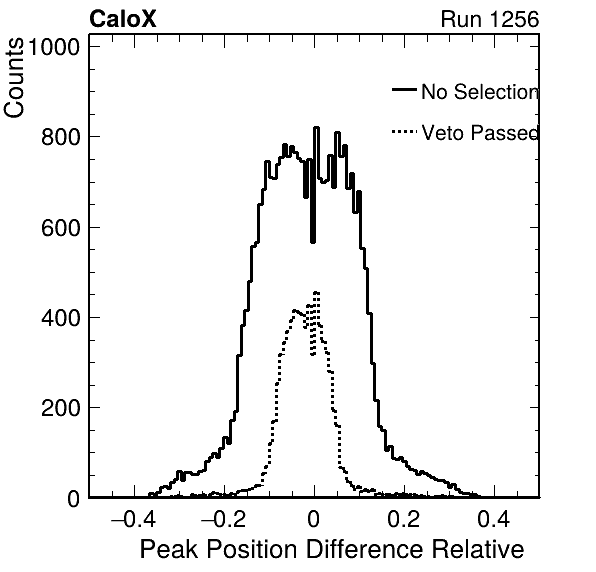 CaloX Run 1256
Counts
1000
800
600
400
200
0
No Selection
Veto Passed
−0.4 −0.2 0 0.2 0.4
Peak Position Difference Relative